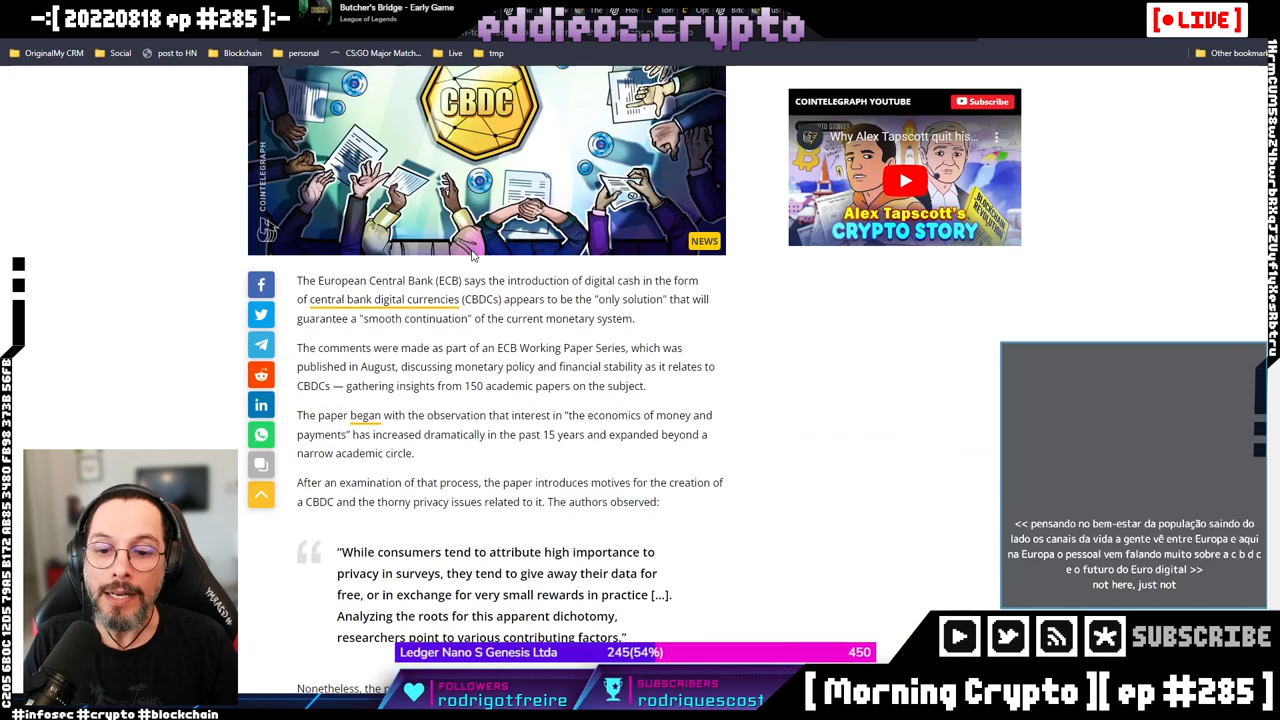 -:[ 20220818 ep #285 ]:-
Butcher's Bridge - Early Game
League of Legends
eddieoz.crypto
[ LIVE ]
OriginalMy CRM
Social
post to HN
Blockchain
personal
CS:GO Major Match...
Live
tmp
Other bookmar
CBDC
COINTELEGRAPH
NEWS
COINTELEGRAPH YOUTUBE
Subscribe
Why Alex Tapscott quit his...
BLOCKCHAIN REVOLUTION
Alex Tapscott's
CRYPTO STORY
The European Central Bank (ECB) says the introduction of digital cash in the form
of central bank digital currencies (CBDCs) appears to be the "only solution" that will
guarantee a "smooth continuation" of the current monetary system.
The comments were made as part of an ECB Working Paper Series, which was
published in August, discussing monetary policy and financial stability as it relates to
CBDCs — gathering insights from 150 academic papers on the subject.
The paper began with the observation that interest in “the economics of money and
payments” has increased dramatically in the past 15 years and expanded beyond a
narrow academic circle.
After an examination of that process, the paper introduces motives for the creation of
a CBDC and the thorny privacy issues related to it. The authors observed:
“While consumers tend to attribute high importance to
privacy in surveys, they tend to give away their data for
free, or in exchange for very small rewards in practice [...].
Analyzing the roots for this apparent dichotomy,
researchers point to various contributing factors.”
Nonetheless, the p
<< pensando no bem-estar da população saindo do
lado os canais da vida a gente vê entre Europa e aqui
na Europa o pessoal vem falando muito sobre a c b d c
e o futuro do Euro digital >>
not here, just not
Ledger Nano S Genesis Ltda
245(54%)
450
FOLLOWERS
rodrigotfreire
SUBSCRIBERS
rodriguescost
SUBSCRIBE
[ Morning Crypto ][ ep #285 ]
#infosec #crypto #blockchain